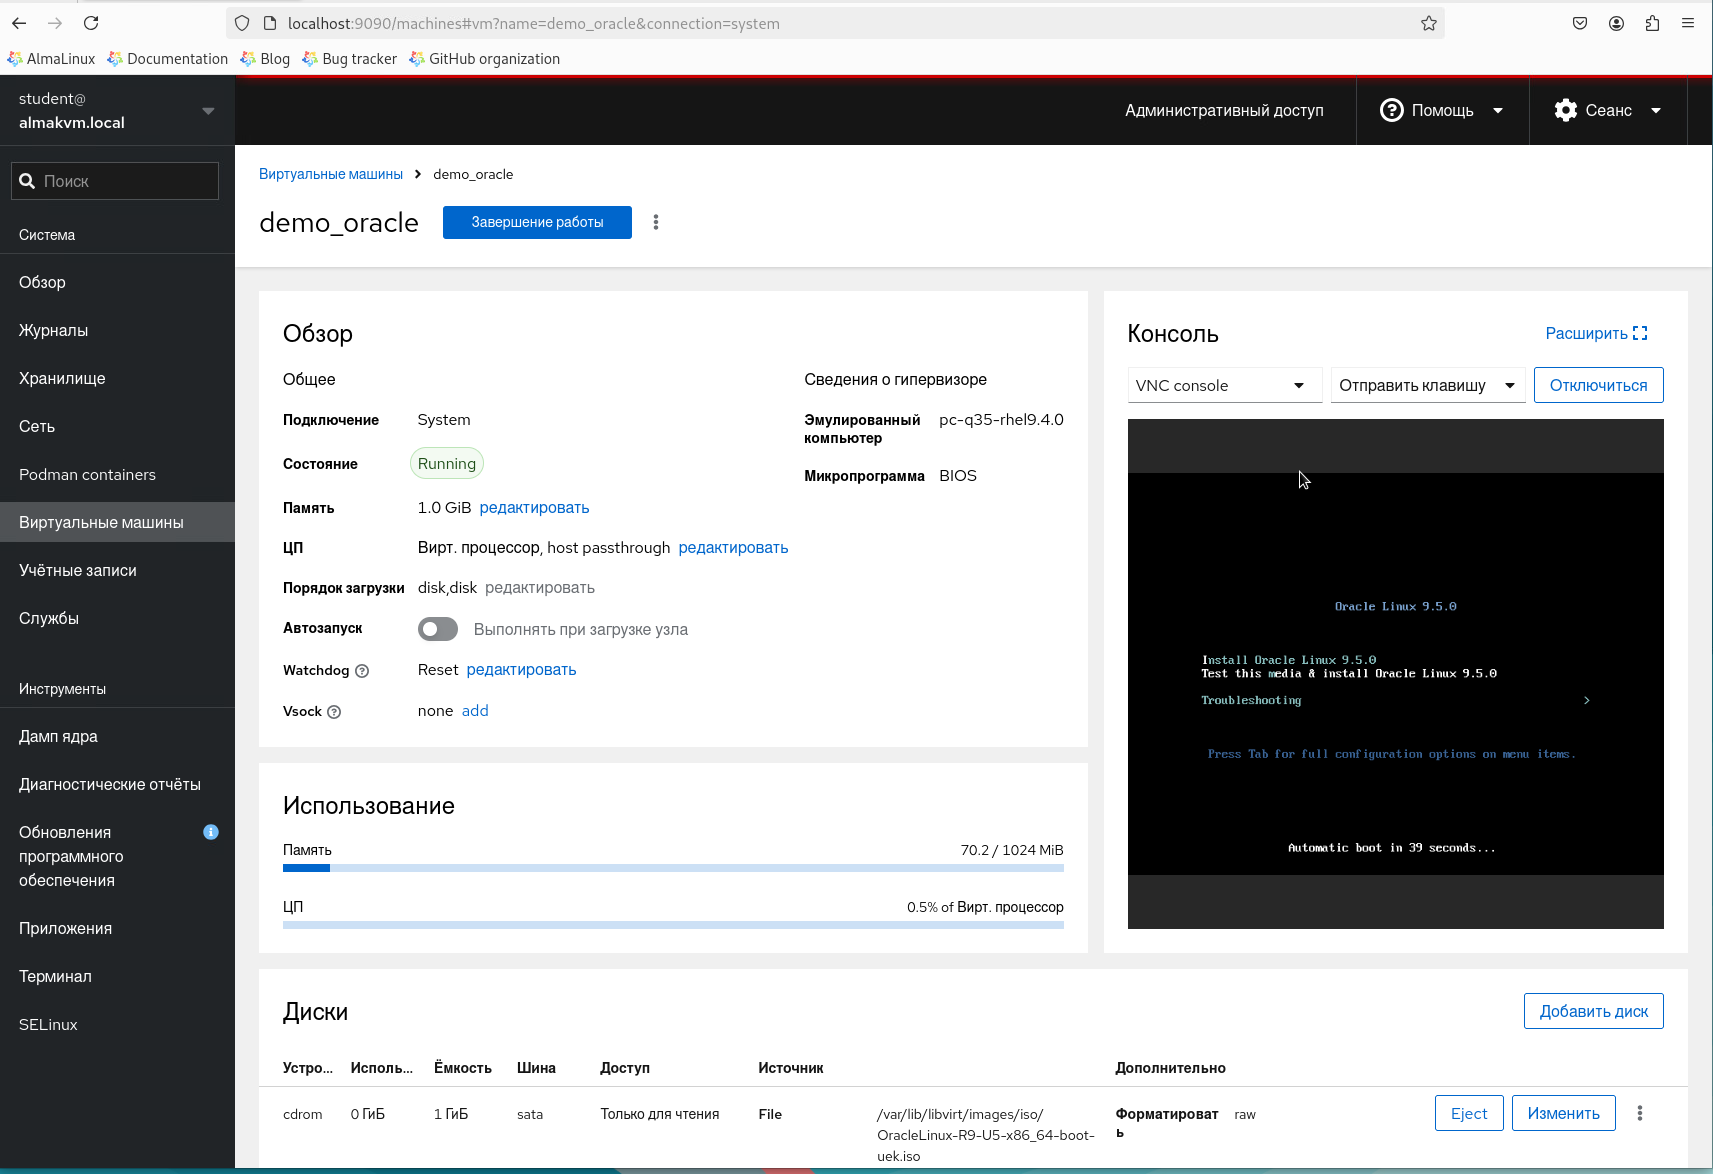 localhost:9090/machines#vm?name=demo_oracle&connection=system
AlmaLinux Documentation Blog Bug tracker GitHub organization
student@
almakvm.local
Административный доступ Помощь Сеанс
Поиск
Система
Обзор
Журналы
Хранилище
Сеть
Podman containers
Виртуальные машины
Учётные записи
Службы
Инструменты
Дамп ядра
Диагностические отчёты
Обновления
программного
обеспечения
Приложения
Терминал
SELinux
Виртуальные машины demo_oracle
demo_oracle Завершение работы
Обзор
Общее
Подключение System
Состояние Running
Память 1.0 GiB редактировать
ЦП Вирт. процессор, host passthrough редактировать
Порядок загрузки disk,disk редактировать
Автозапуск Выполнять при загрузке узла
Watchdog Reset редактировать
Vsock none add
Сведения о гипервизоре
Эмулированный pc-q35-rhel9.4.0
компьютер
Микропрограмма BIOS
Использование
Память 70.2 / 1024 MiB
ЦП 0.5% of Вирт. процессор
Консоль Расширить
VNC console Отправить клавишу Отключиться
Oracle Linux 9.5.0
Install Oracle Linux 9.5.0
Test this media & install Oracle Linux 9.5.0
Troubleshooting >
Press Tab for full configuration options on menu items.
Automatic boot in 39 seconds...
Диски Добавить диск
Устро... Исполь... Ёмкость Шина Доступ Источник Дополнительно
cdrom 0 ГиБ 1 ГиБ sata Только для чтения File /var/lib/libvirt/images/iso/ Форматироват raw Eject Изменить
OracleLinux-R9-U5-x86_64-boot- ь
uek.iso